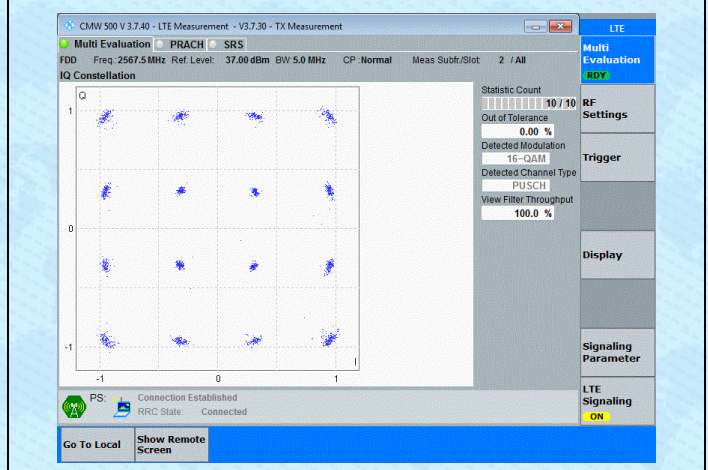 CMW 500 V 3.7.40 - LTE Measurement - V3.7.30 - TX Measurement
LTE
Multi Evaluation PRACH SRS
Multi
Evaluation
RDY
FDD Freq.: 2567.5 MHz Ref. Level: 37.00 dBm BW: 5.0 MHz CP : Normal Meas Subfr./Slot 2 / All
IQ Constellation
Q
1
0
-1
-1
0
1
I
Statistic Count
10 / 10
Out of Tolerance
0.00 %
Detected Modulation
16-QAM
Detected Channel Type
PUSCH
View Filter Throughput
100.0 %
RF
Settings
Trigger
Display
Signaling
Parameter
LTE
Signaling
ON
PS: Connection Established
RRC State: Connected
Go To Local
Show Remote
Screen